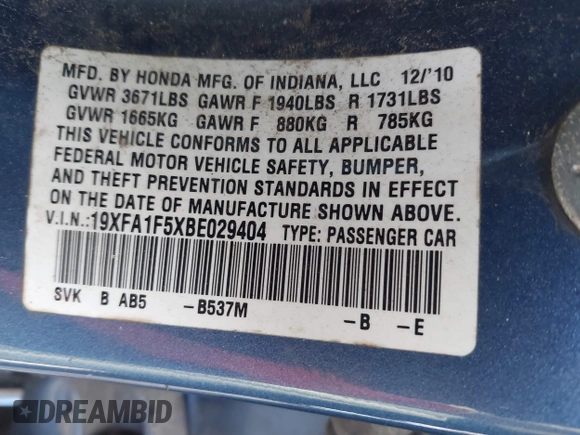 MFD. BY HONDA MFG. OF INDIANA, LLC 12/'10
GVWR 3671LBS GAWR F 1940LBS R 1731LBS
GVWR 1665KG GAWR F 880KG R 785KG
THIS VEHICLE CONFORMS TO ALL APPLICABLE
FEDERAL MOTOR VEHICLE SAFETY, BUMPER,
AND THEFT PREVENTION STANDARDS IN EFFECT
ON THE DATE OF MANUFACTURE SHOWN ABOVE.
V.I.N.:19XFA1F5XBE029404 TYPE: PASSENGER CAR
SVK B AB5 -B537M -B -E
DREAMBID